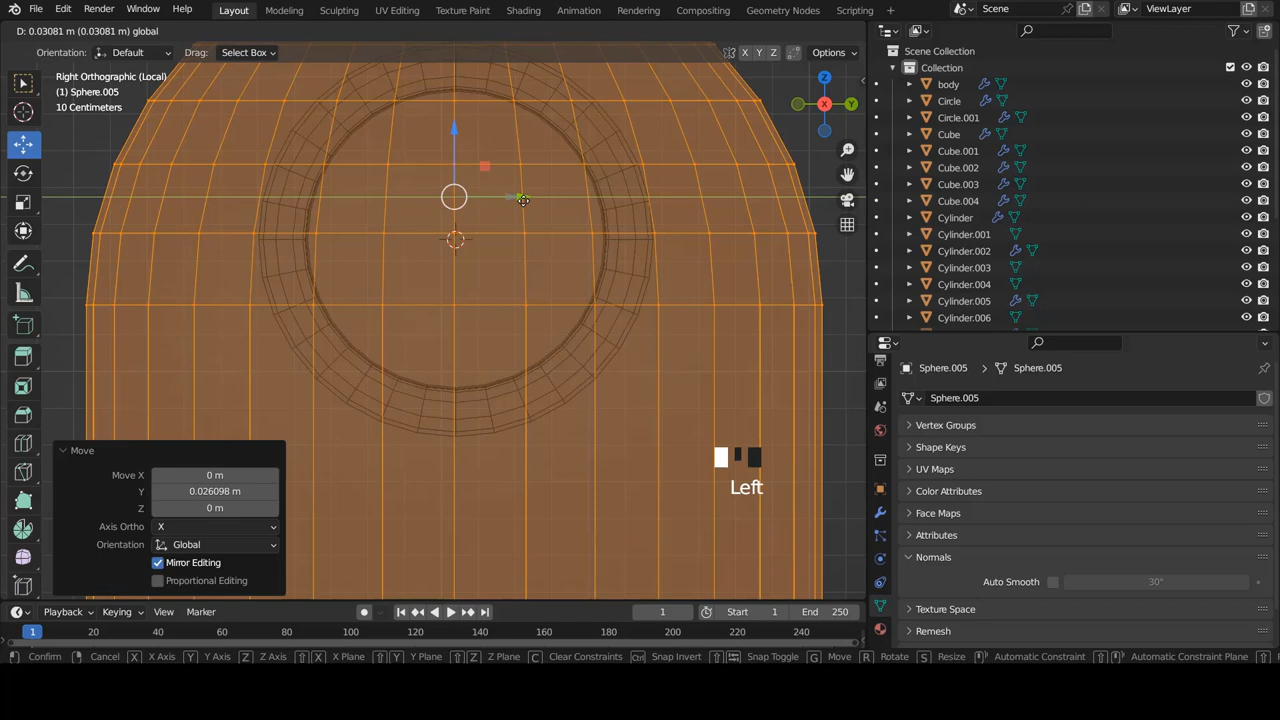 File Edit Render Window Help Layout Modeling Sculpting UV Editing Texture Paint Shading Animation Rendering Compositing Geometry Nodes Scripting Scene ViewLayer
D: 0.03081 m (0.03081 m) global
Orientation: Default Drag: Select Box X Y Z Options
Right Orthographic (Local)
(1) Sphere.005
10 Centimeters
Z
X
Y
Scene Collection
Collection
body
Circle
Circle.001
Cube
Cube.001
Cube.002
Cube.003
Cube.004
Cylinder
Cylinder.001
Cylinder.002
Cylinder.003
Cylinder.004
Cylinder.005
Cylinder.006
Sphere.005 Sphere.005
Sphere.005
Vertex Groups
Shape Keys
UV Maps
Color Attributes
Face Maps
Attributes
Normals
Auto Smooth 30°
Texture Space
Remesh
Move
Move X 0 m
Y 0.026098 m
Z 0 m
Axis Ortho X
Orientation Global
Mirror Editing
Proportional Editing
Left
Playback Keying View Marker 1 Start 1 End 250
1 20 40 60 80 100 120 140 160 180 200 220 240
Confirm Cancel X X Axis Y Y Axis Z Z Axis X X Plane Y Y Plane Z Z Plane C Clear Constraints Ctrl Snap Invert Snap Toggle G Move R Rotate S Resize Automatic Constraint Automatic Constraint Plane